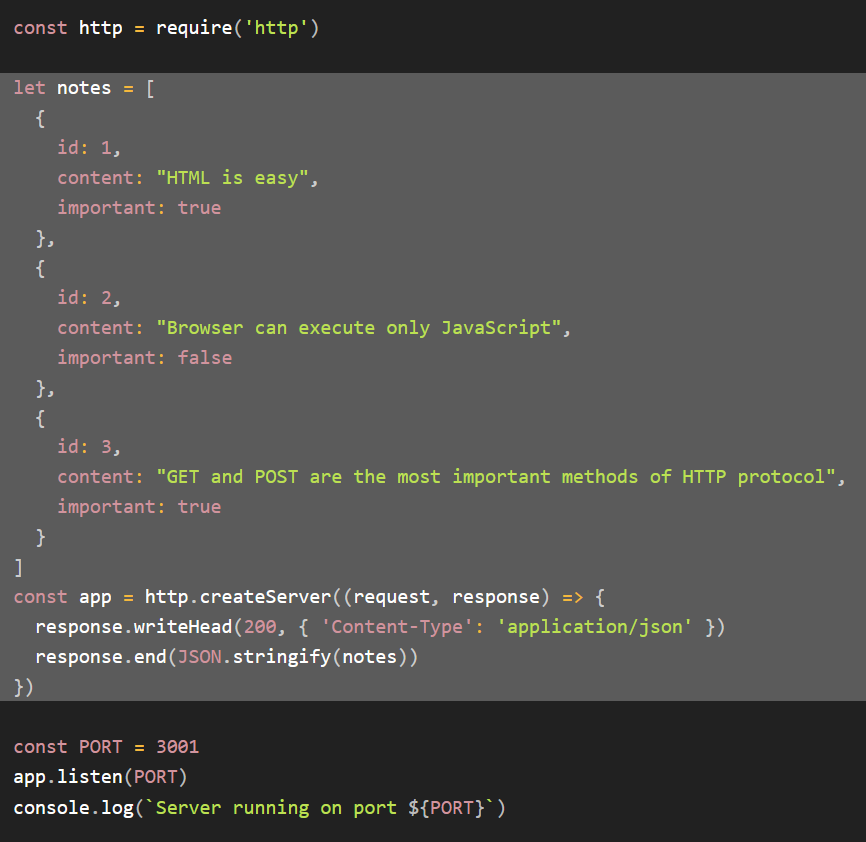 const http = require('http')
let notes = [
  {
    id: 1,
    content: "HTML is easy",
    important: true
  },
  {
    id: 2,
    content: "Browser can execute only JavaScript",
    important: false
  },
  {
    id: 3,
    content: "GET and POST are the most important methods of HTTP protocol",
    important: true
  }
]
const app = http.createServer((request, response) => {
  response.writeHead(200, { 'Content-Type': 'application/json' })
  response.end(JSON.stringify(notes))
})
const PORT = 3001
app.listen(PORT)
console.log(`Server running on port ${PORT}`)